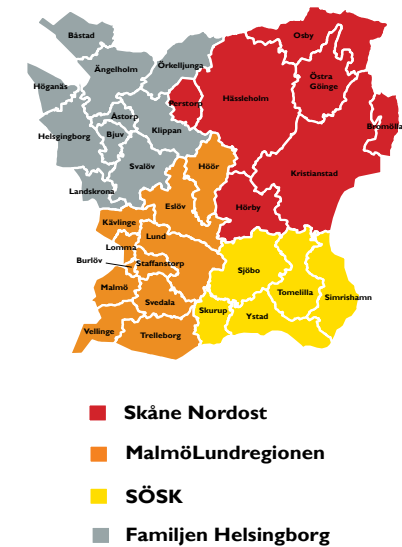 Båstad
Osby
Ängelholm
Örkelljunga
Höganäs
Östra
Göinge
Perstorp
Hässleholm
Åstorp
Bromölla
Helsingborg
Bjuv
Klippan
Svalöv
Höör
Kristianstad
Landskrona
Eslöv
Hörby
Kävlinge
Lund
Lomma
Burlöv
Staffanstorp
Sjöbo
Malmö
Tomelilla
Simrishamn
Svedala
Skurup
Ystad
Vellinge
Trelleborg
Skåne Nordost
MalmöLundregionen
SÖSK
Familjen Helsingborg